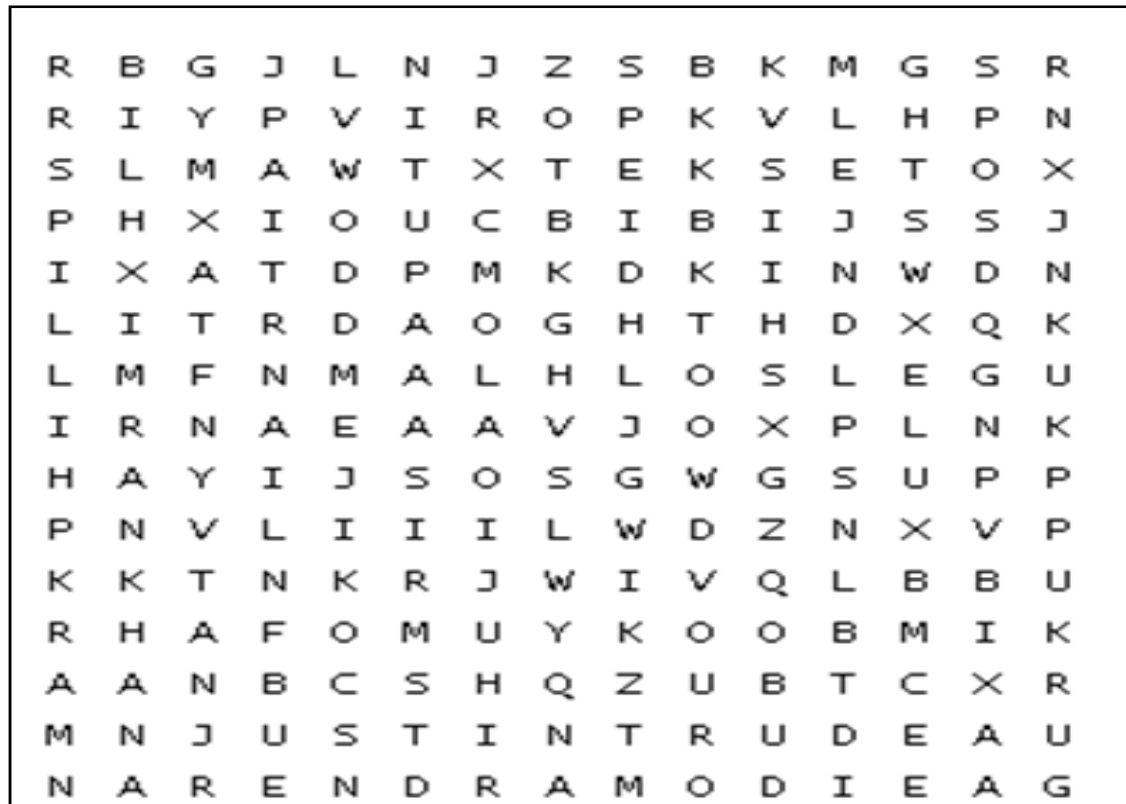 R B G J L N J Z S B K M G S R
R I Y P V I R O P K V L H P N
S L M A W T X T E K S E T O X
P H X I O U C B I B I J S S J
I X A T D P M K D K I N W D N
L I T R D A O G H T H D X Q K
L M F N M A L H L O S L E G U
I R N A E A A V J O X P L N K
H A Y I J S O S G W G S U P P
P N V L I I I L W D Z N X V P
K K T N K R J W I V Q L B B U
R H A F O M U Y K O O B M I K
A A N B C S H Q Z U B T C X R
M N J U S T I N T R U D E A U
N A R E N D R A M O D I E A G